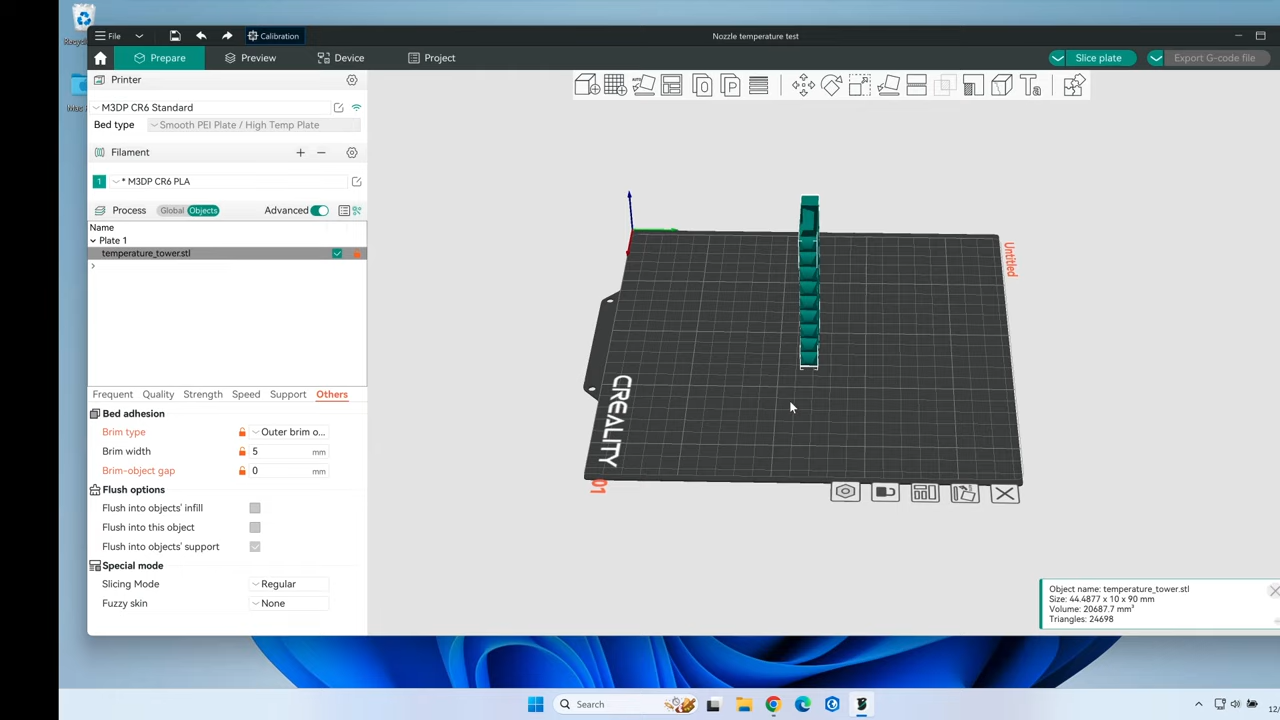 File
Calibration
Nozzle temperature test
Prepare
Preview
Device
Project
Slice plate
Export G-code file
Printer
M3DP CR6 Standard
Bed type
Smooth PEI Plate / High Temp Plate
Filament
1
* M3DP CR6 PLA
Process
Global
Objects
Advanced
Name
Plate 1
temperature_tower.stl
Frequent
Quality
Strength
Speed
Support
Others
Bed adhesion
Brim type
Outer brim o...
Brim width
5
mm
Brim-object gap
0
mm
Flush options
Flush into objects' infill
Flush into this object
Flush into objects' support
Special mode
Slicing Mode
Regular
Fuzzy skin
None
Untitled
CREALITY
01
Object name: temperature_tower.stl
Size: 44.4877 x 10 x 90 mm
Volume: 20687.7 mm³
Triangles: 24698
Search
12/